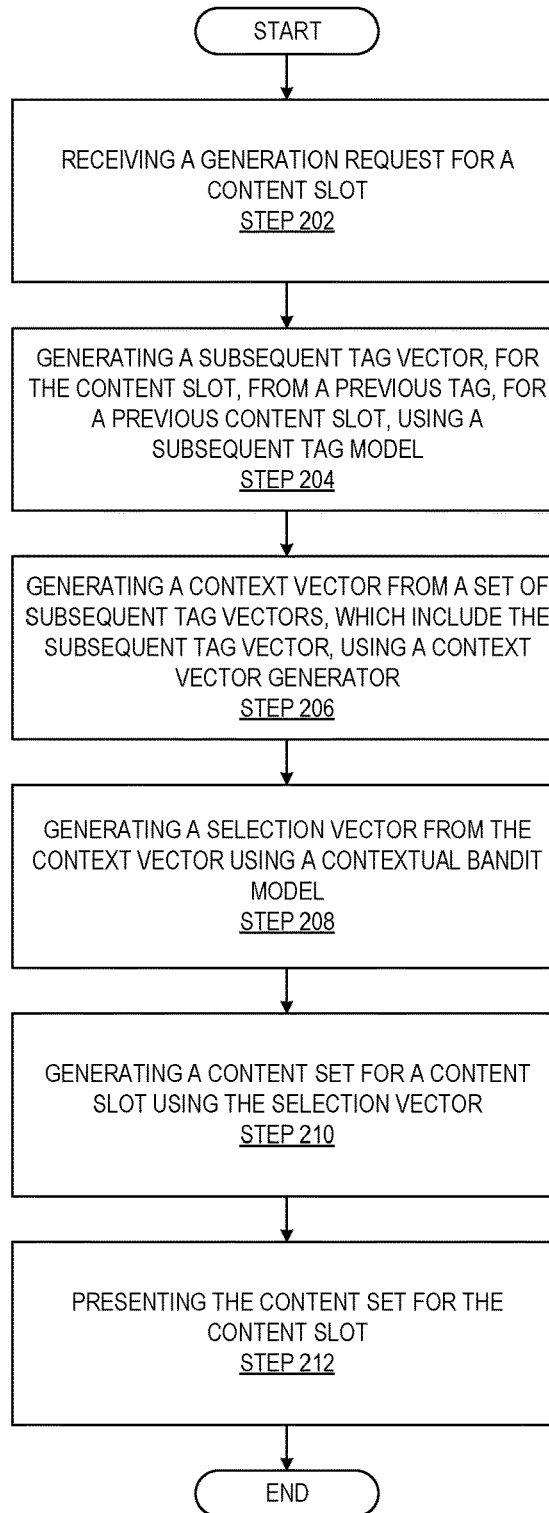 START
RECEIVING A GENERATION REQUEST FOR A
CONTENT SLOT
STEP 202
GENERATING A SUBSEQUENT TAG VECTOR, FOR
THE CONTENT SLOT, FROM A PREVIOUS TAG, FOR
A PREVIOUS CONTENT SLOT, USING A
SUBSEQUENT TAG MODEL
STEP 204
GENERATING A CONTEXT VECTOR FROM A SET OF
SUBSEQUENT TAG VECTORS, WHICH INCLUDE THE
SUBSEQUENT TAG VECTOR, USING A CONTEXT
VECTOR GENERATOR
STEP 206
GENERATING A SELECTION VECTOR FROM THE
CONTEXT VECTOR USING A CONTEXTUAL BANDIT
MODEL
STEP 208
GENERATING A CONTENT SET FOR A CONTENT
SLOT USING THE SELECTION VECTOR
STEP 210
PRESENTING THE CONTENT SET FOR THE
CONTENT SLOT
STEP 212
END